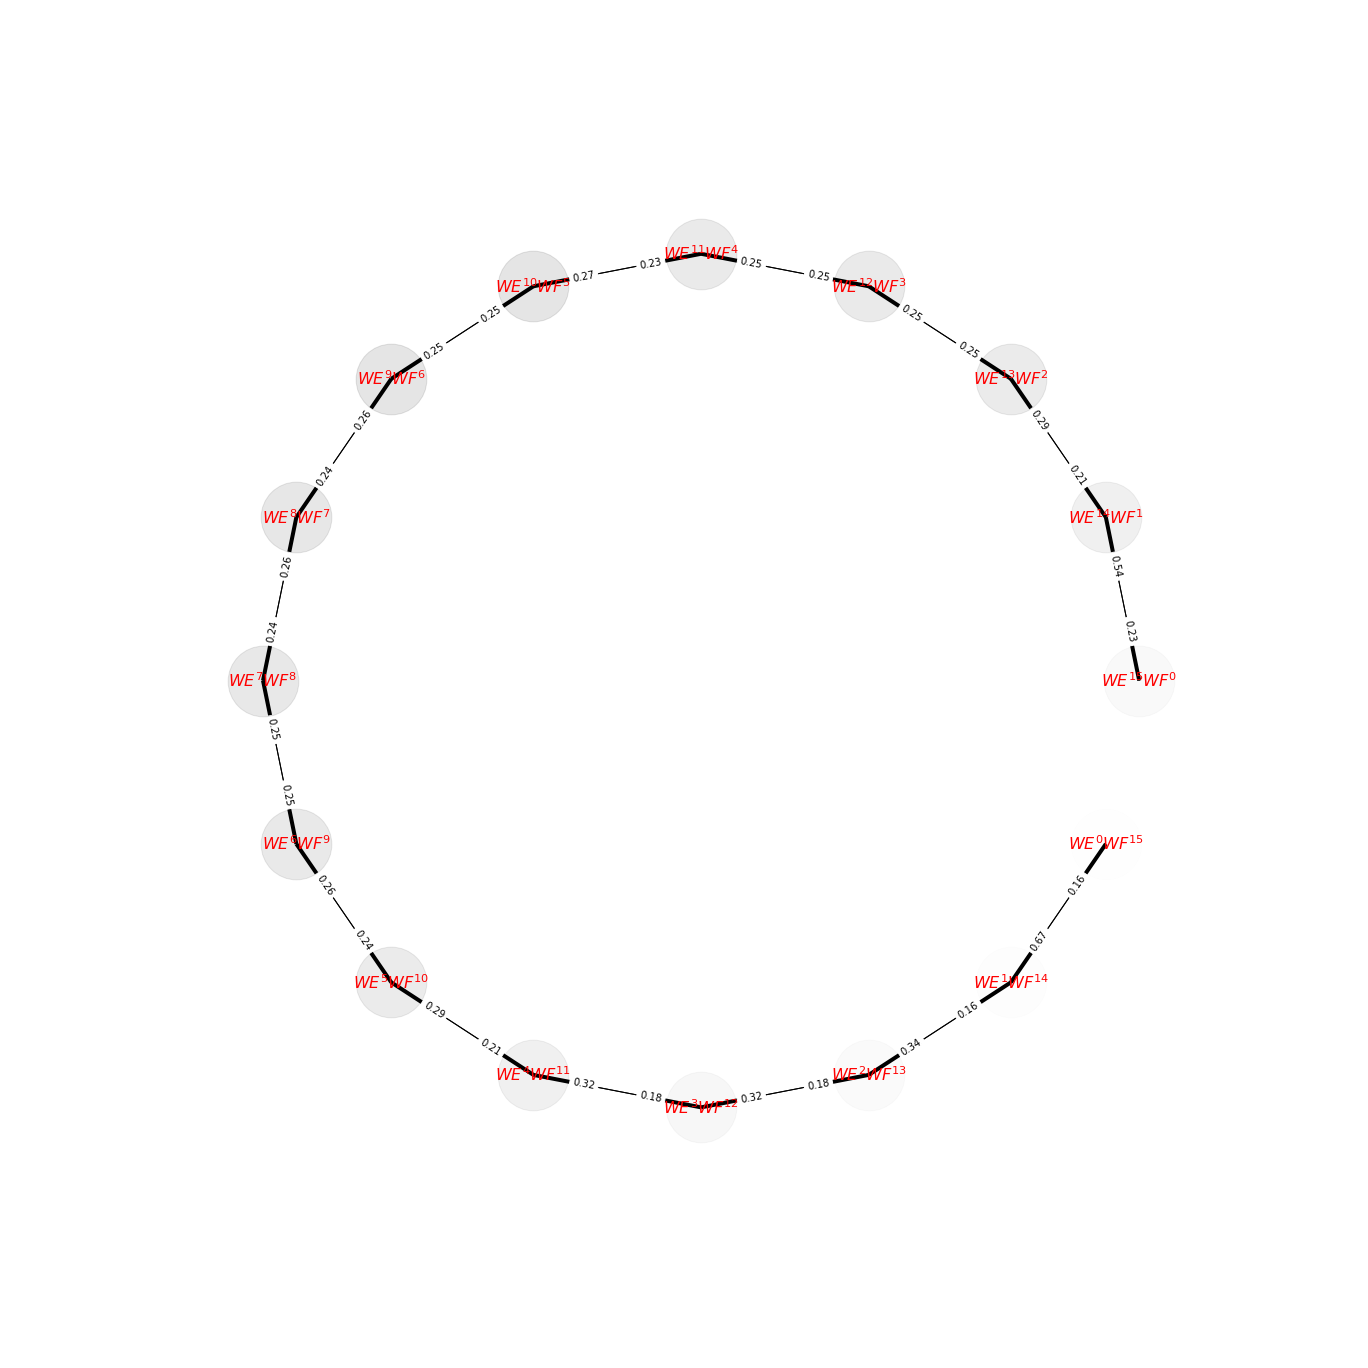 WE^{11}WF^{4}
0.23 0.25
0.27 0.25
WE^{10}WF^{5} WE^{12}WF^{3}
0.25 0.25
0.25 0.25
WE^{9}WF^{6} WE^{13}WF^{2}
0.26 0.29
0.24 0.21
WE^{8}WF^{7} WE^{14}WF^{1}
0.26 0.54
0.24 0.23
WE^{7}WF^{8} WE^{15}WF^{0}
0.25
0.25
WE^{6}WF^{9} WE^{0}WF^{15}
0.26 0.16
0.24 0.67
WE^{5}WF^{10} WE^{1}WF^{14}
0.29 0.16
0.21 0.34
WE^{4}WF^{11} WE^{2}WF^{13}
0.32 0.18
0.18 0.32
WE^{3}WF^{12}